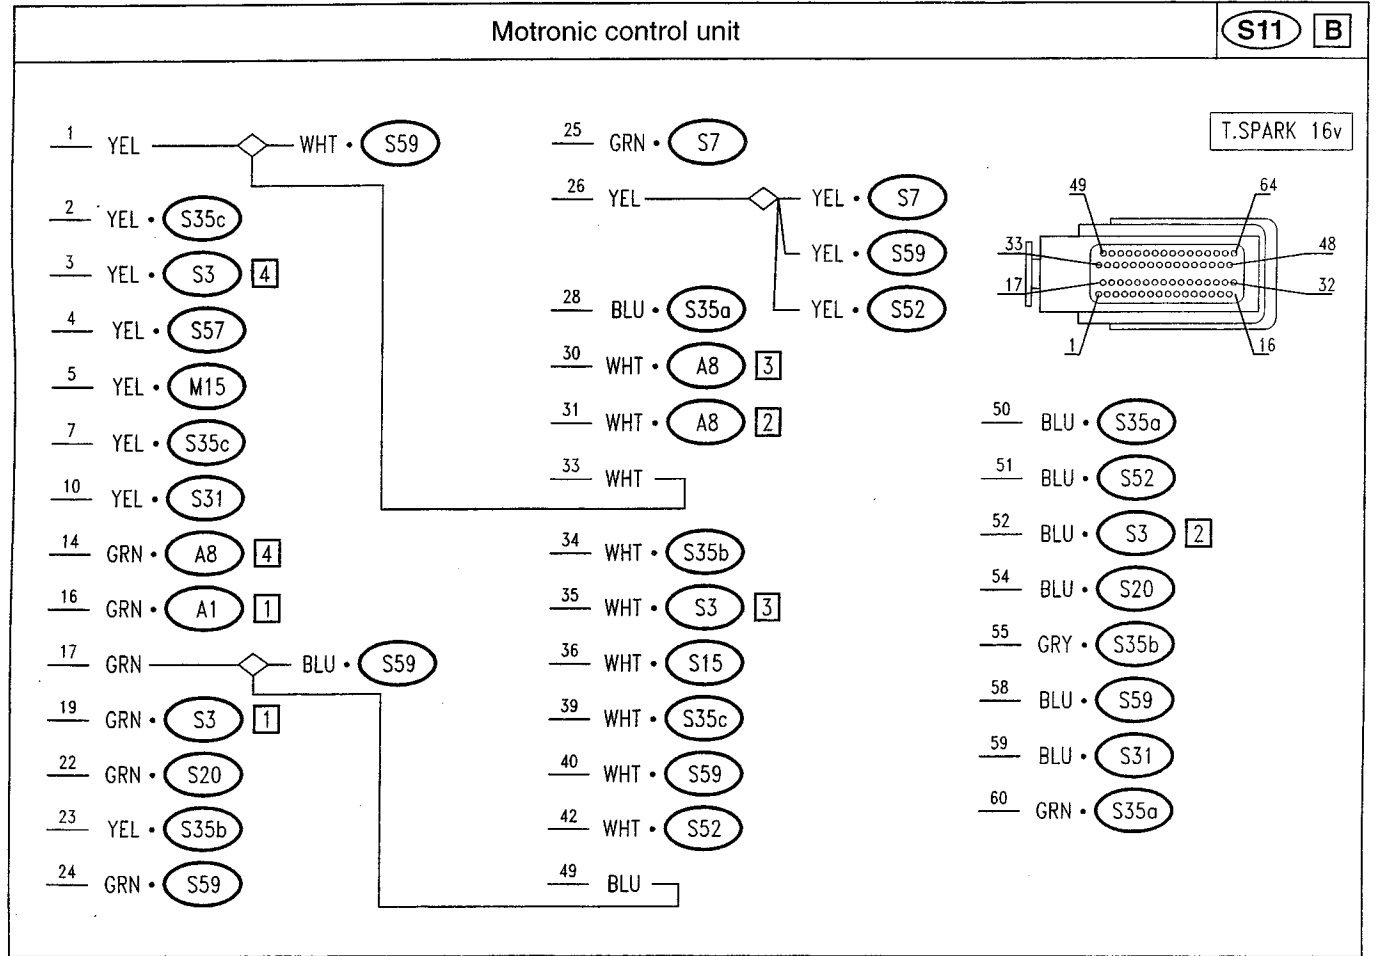 Motronic control unit S11 B
T.SPARK 16v
1 YEL WHT • S59
2 YEL • S35c
3 YEL • S3 4
4 YEL • S57
5 YEL • M15
7 YEL • S35c
10 YEL • S31
14 GRN • A8 4
16 GRN • A1 1
17 GRN BLU • S59
19 GRN • S3 1
22 GRN • S20
23 YEL • S35b
24 GRN • S59
25 GRN • S7
26 YEL YEL • S7
YEL • S59
YEL • S52
28 BLU • S35a
30 WHT • A8 3
31 WHT • A8 2
33 WHT
34 WHT • S35b
35 WHT • S3 3
36 WHT • S15
39 WHT • S35c
40 WHT • S59
42 WHT • S52
49 BLU
49 64
33 48
17 32
1 16
50 BLU • S35a
51 BLU • S52
52 BLU • S3 2
54 BLU • S20
55 GRY • S35b
58 BLU • S59
59 BLU • S31
60 GRN • S35a